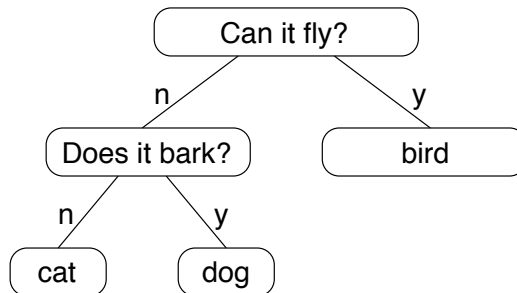 Can it fly?
n
y
Does it bark?
bird
n
y
cat
dog